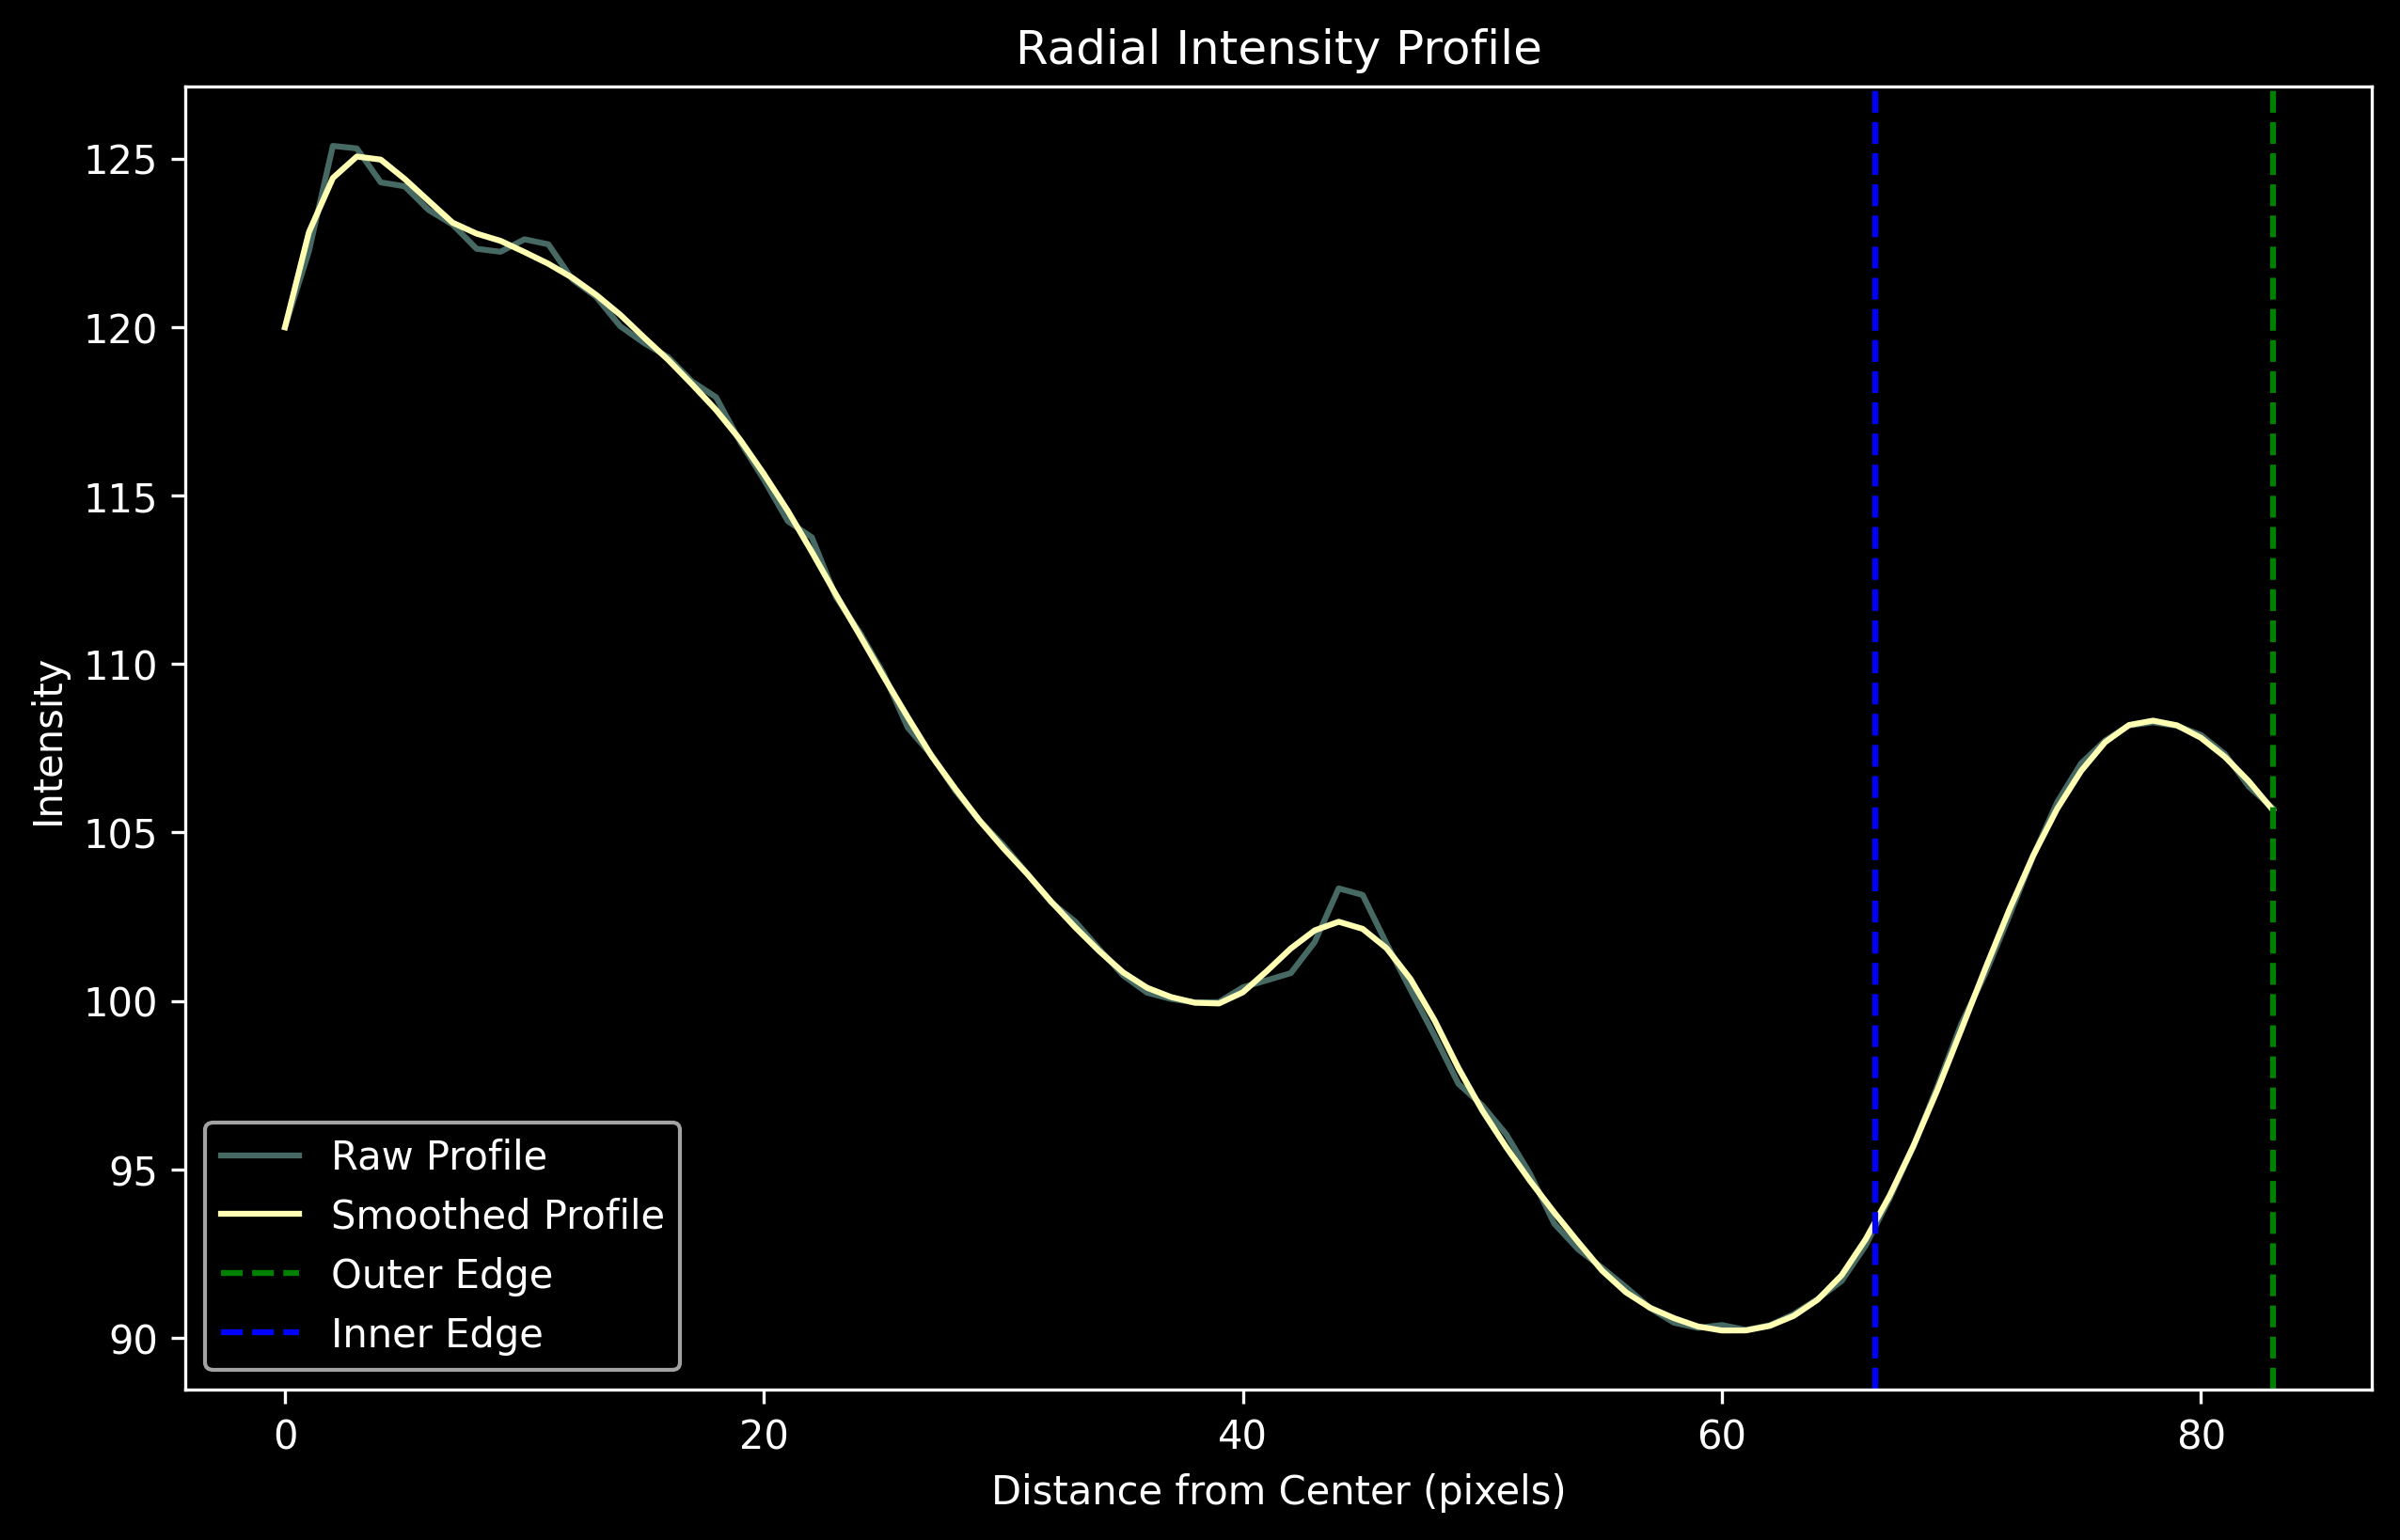 Radial Intensity Profile
Intensity
125
120
115
110
105
100
95
90
Raw Profile
Smoothed Profile
Outer Edge
Inner Edge
0 20 40 60 80
Distance from Center (pixels)